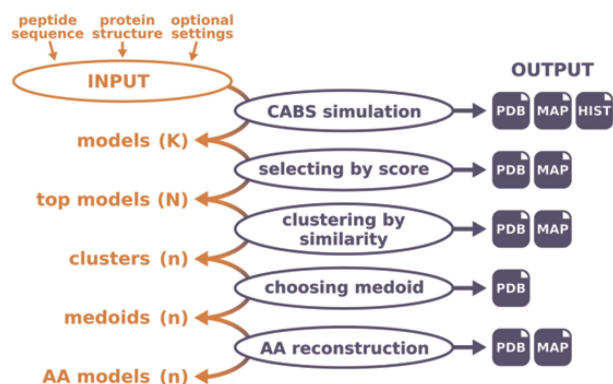 peptide protein optional
sequence structure settings
INPUT
OUTPUT
CABS simulation
PDB MAP HIST
models (K)
selecting by score
PDB MAP
top models (N)
clustering by
similarity
PDB MAP
clusters (n)
choosing medoid
PDB
medoids (n)
AA reconstruction
PDB MAP
AA models (n)